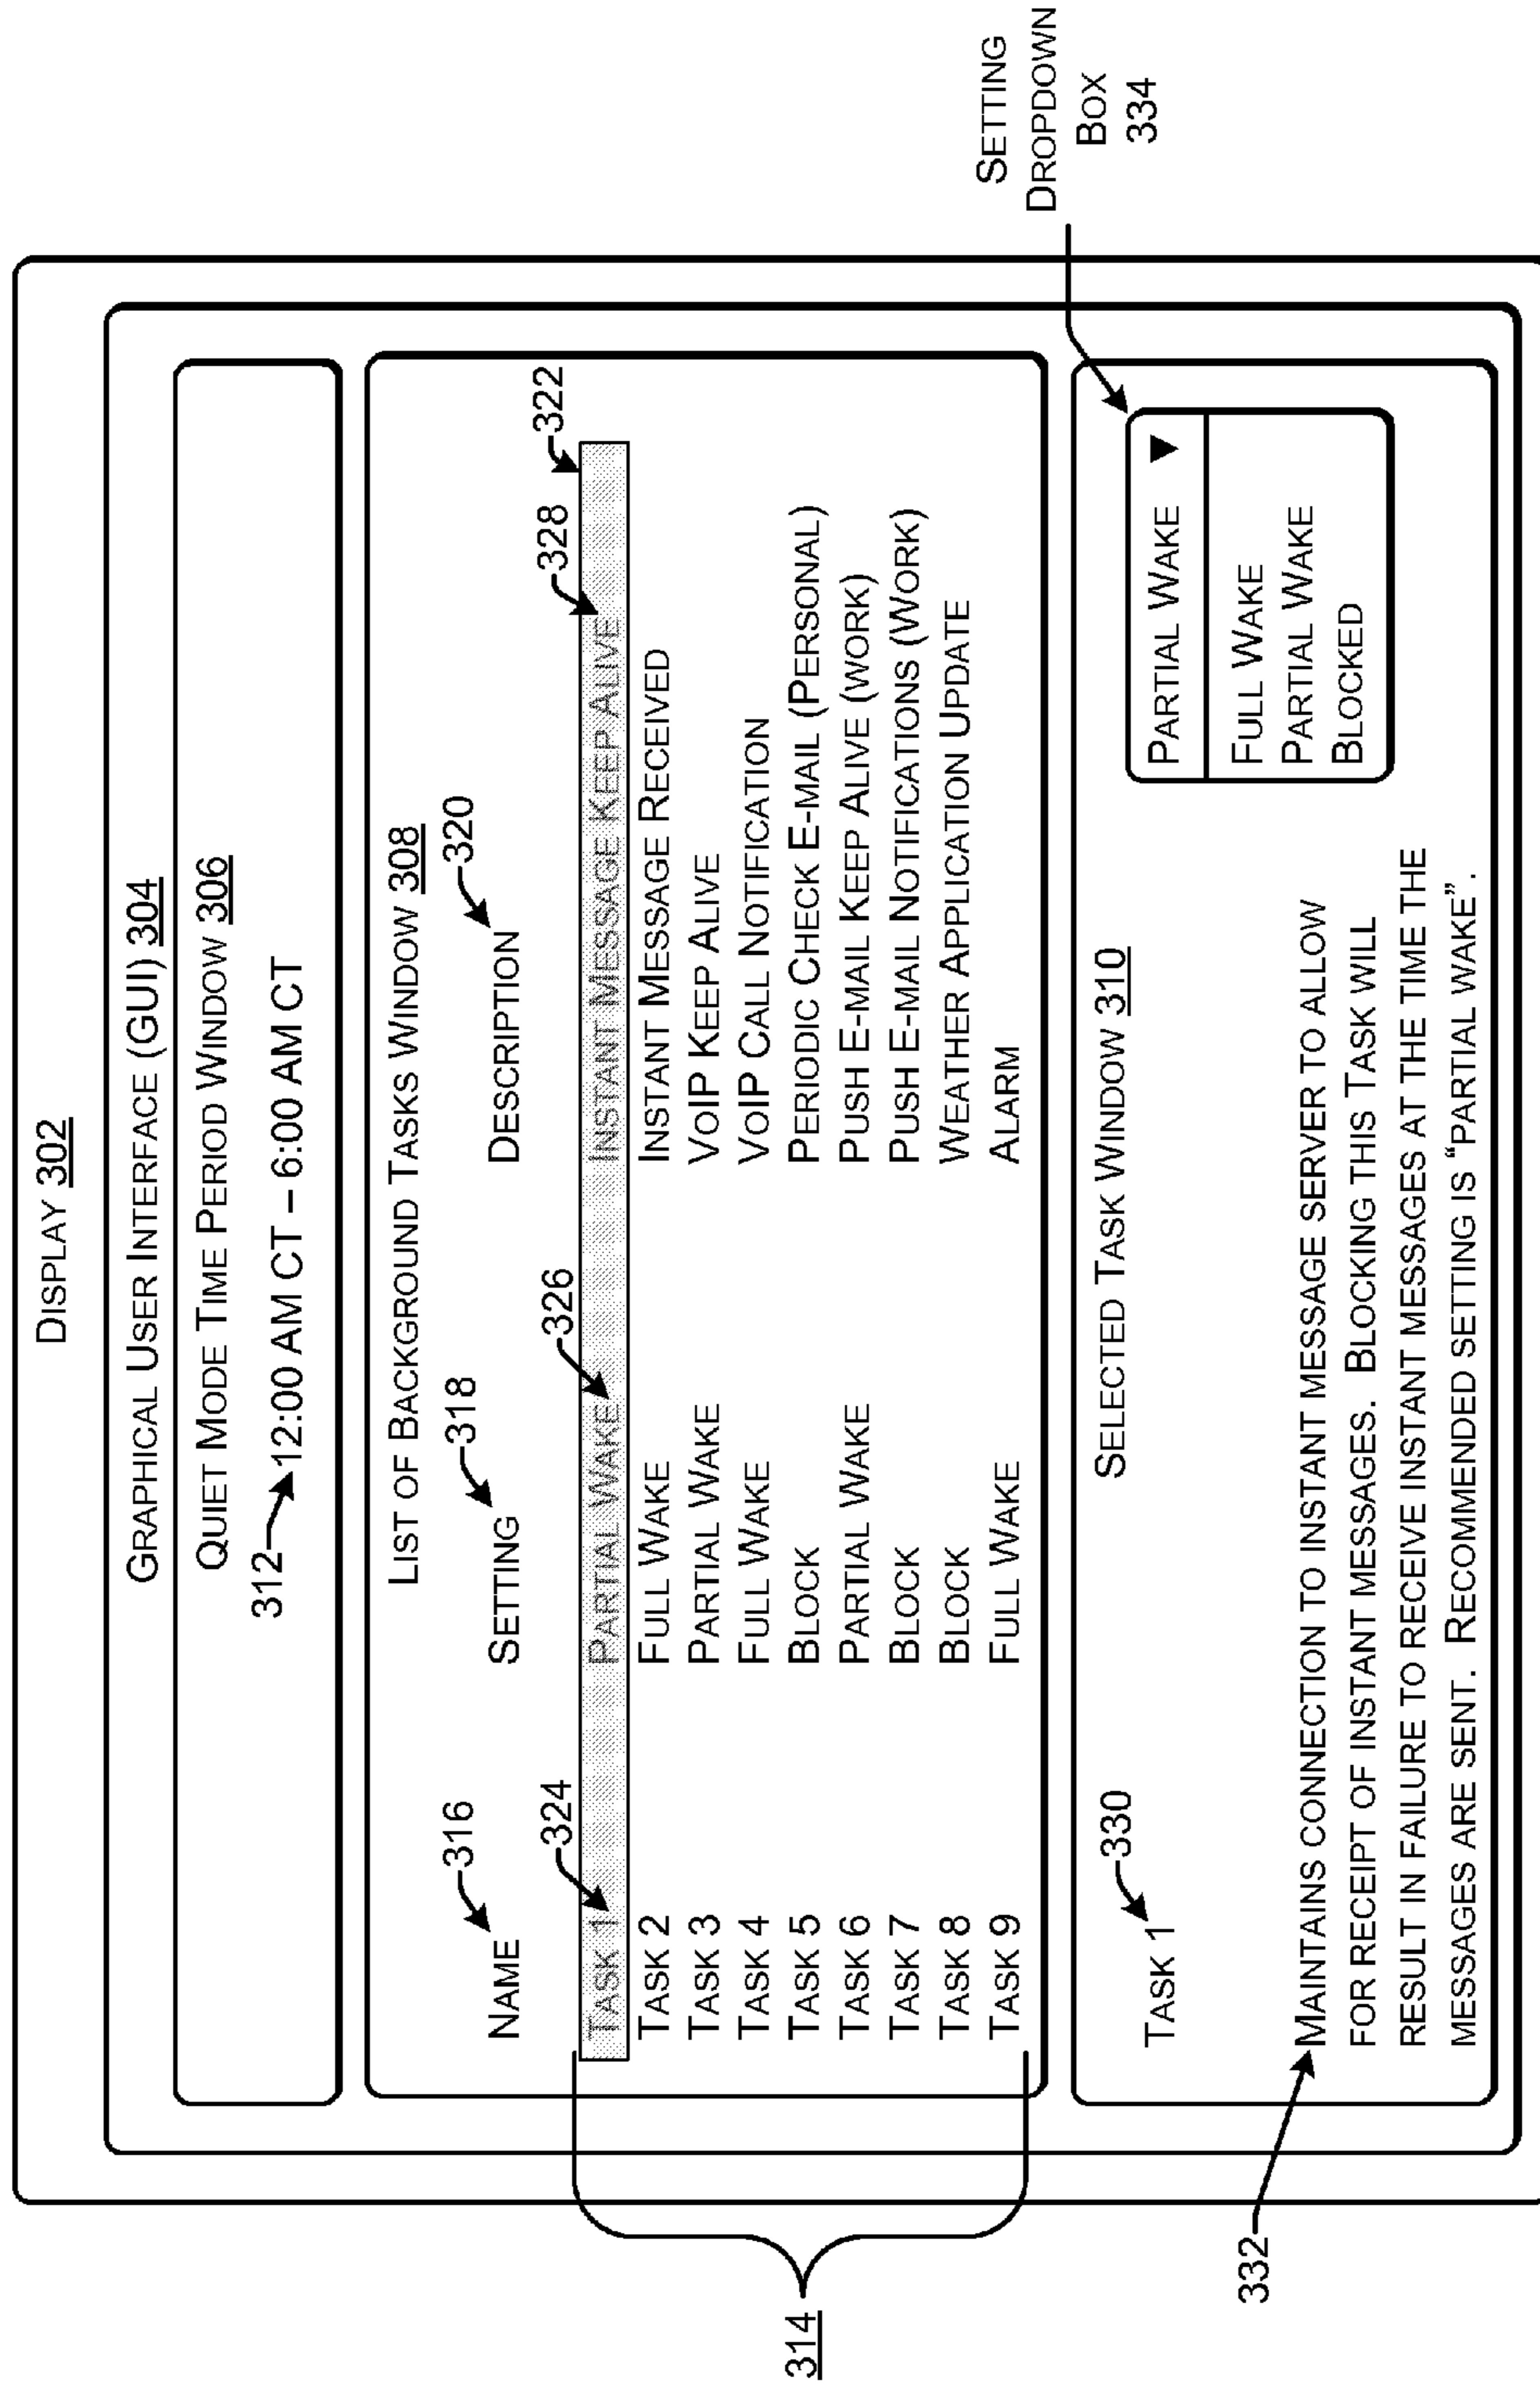 DISPLAY 302
GRAPHICAL USER INTERFACE (GUI) 304
QUIET MODE TIME PERIOD WINDOW 306
312 12:00 AM CT – 6:00 AM CT
LIST OF BACKGROUND TASKS WINDOW 308
316 318 320
NAME SETTING DESCRIPTION
324 326 328 322
TASK 1 PARTIAL WAKE INSTANT MESSAGE KEEP ALIVE
TASK 2 FULL WAKE INSTANT MESSAGE RECEIVED
TASK 3 PARTIAL WAKE VOIP KEEP ALIVE
TASK 4 FULL WAKE VOIP CALL NOTIFICATION
TASK 5 BLOCK PERIODIC CHECK E-MAIL (PERSONAL)
TASK 6 PARTIAL WAKE PUSH E-MAIL KEEP ALIVE (WORK)
TASK 7 BLOCK PUSH E-MAIL NOTIFICATIONS (WORK)
TASK 8 BLOCK WEATHER APPLICATION UPDATE
TASK 9 FULL WAKE ALARM
314
SETTING
DROPDOWN
BOX
334
SELECTED TASK WINDOW 310
330
TASK 1
PARTIAL WAKE ▼
FULL WAKE
PARTIAL WAKE
BLOCKED
332
MAINTAINS CONNECTION TO INSTANT MESSAGE SERVER TO ALLOW
FOR RECEIPT OF INSTANT MESSAGES. BLOCKING THIS TASK WILL
RESULT IN FAILURE TO RECEIVE INSTANT MESSAGES AT THE TIME THE
MESSAGES ARE SENT. RECOMMENDED SETTING IS “PARTIAL WAKE”.